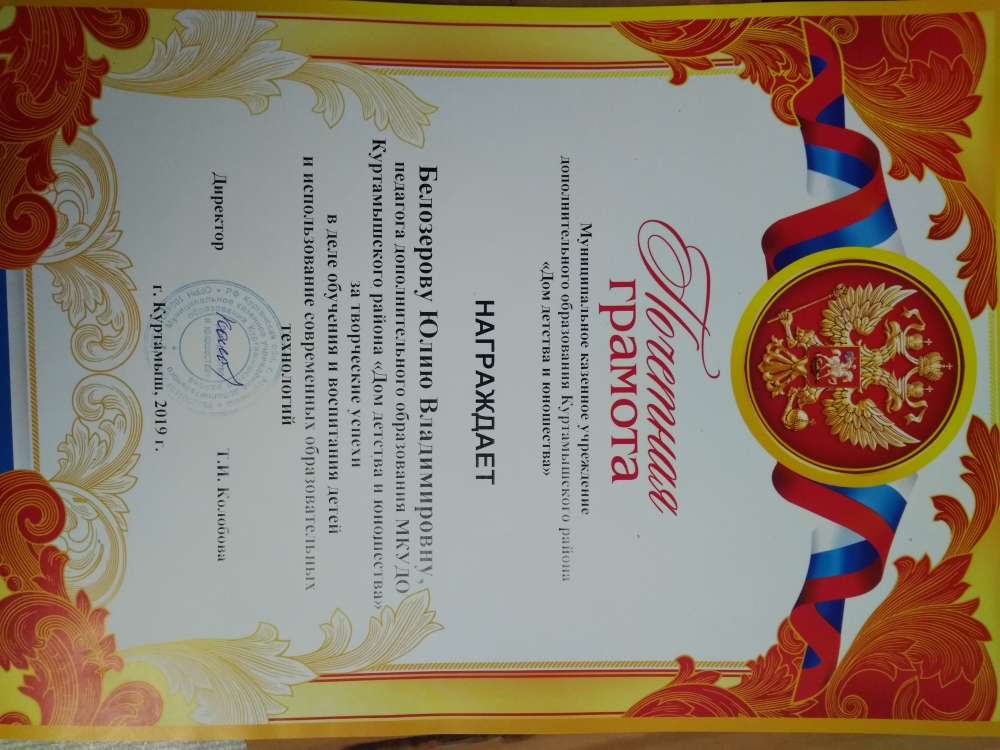 Почетная
грамота
Муниципальное казенное учреждение
дополнительного образования Куртамышского района
«Дом детства и юношества»
НАГРАЖДАЕТ
Белозерову Юлию Владимировну,
педагога дополнительного образования МКУДО
Куртамышского района «Дом детства и юношества»
за творческие успехи
в деле обучения и воспитания детей
и использование современных образовательных
технологий
Директор Т.И. Колобова
г. Куртамыш, 2019 г.